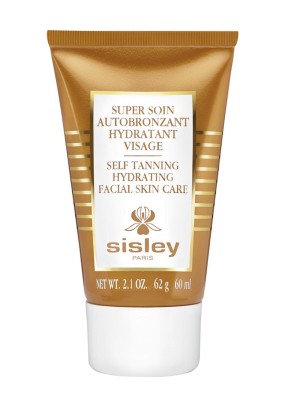 SUPER SOIN
AUTOBRONZANT
HYDRATANT
VISAGE
SELF TANNING
HYDRATING
FACIAL SKIN CARE
sisley
PARIS
NET WT. 2.1 OZ. 62 g 60 ml